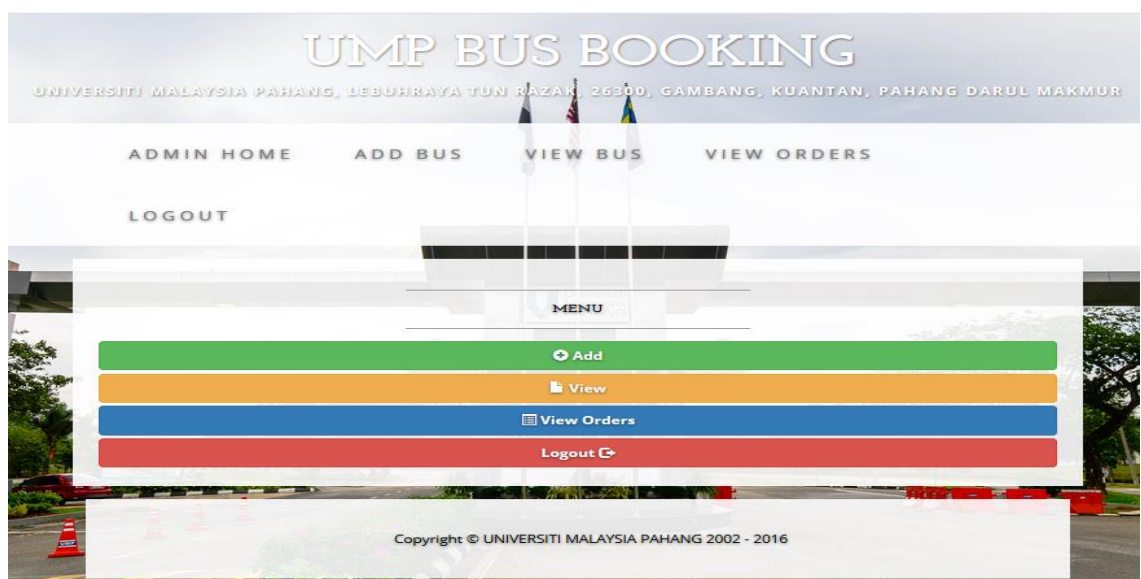 UMP BUS BOOKING
UNIVERSITI MALAYSIA PAHANG, LEBUHRAYA TUN RAZAK, 26300, GAMBANG, KUANTAN, PAHANG DARUL MAKMUR
ADMIN HOME ADD BUS VIEW BUS VIEW ORDERS
LOGOUT
MENU
Add
View
View Orders
Logout
Copyright © UNIVERSITI MALAYSIA PAHANG 2002 - 2016